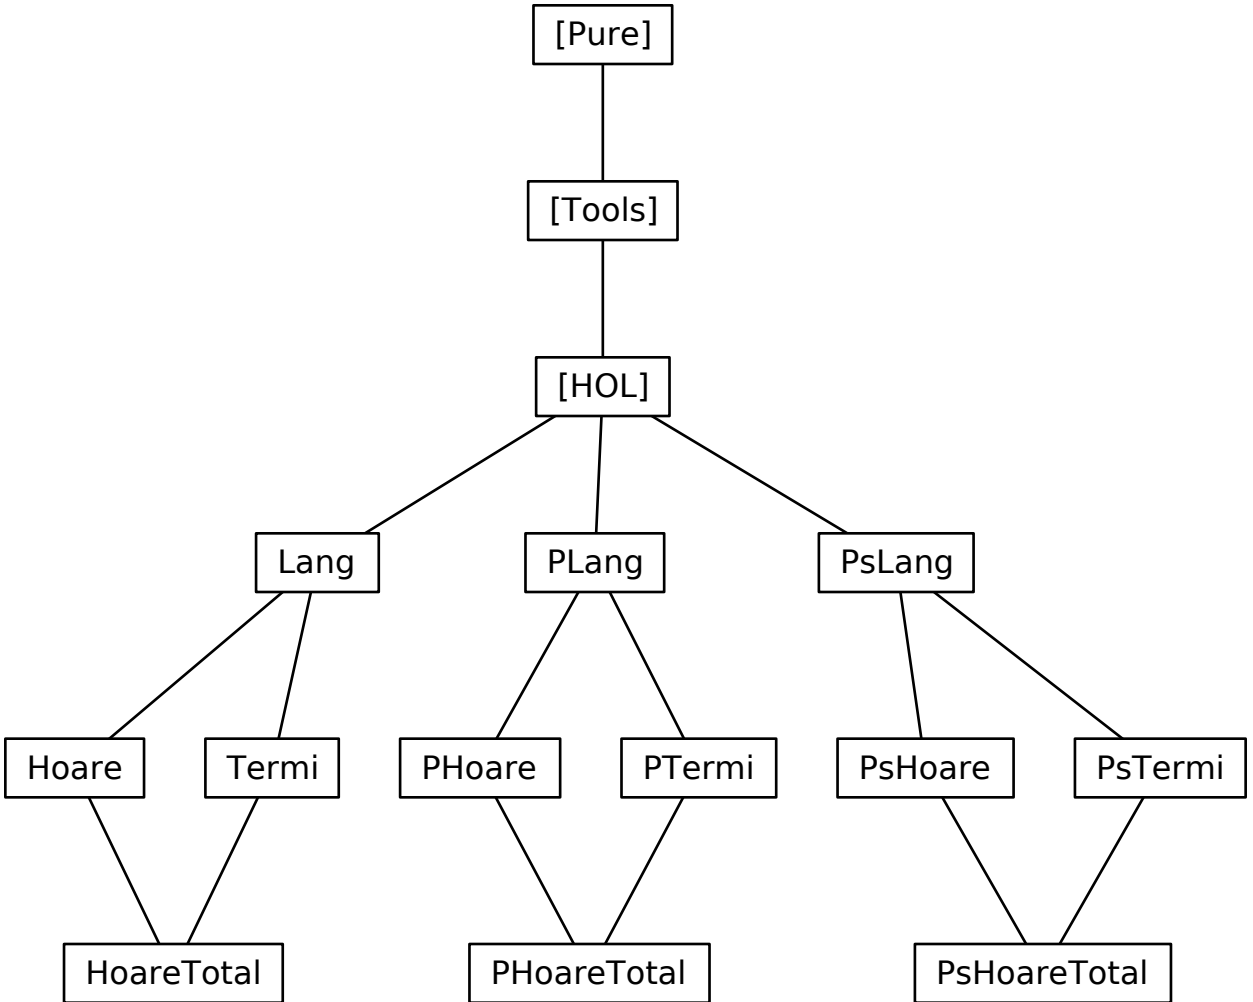 [Pure]
[Tools]
[HOL]
Lang
PLang
PsLang
Hoare
Termi
PHoare
PTermi
PsHoare
PsTermi
HoareTotal
PHoareTotal
PsHoareTotal